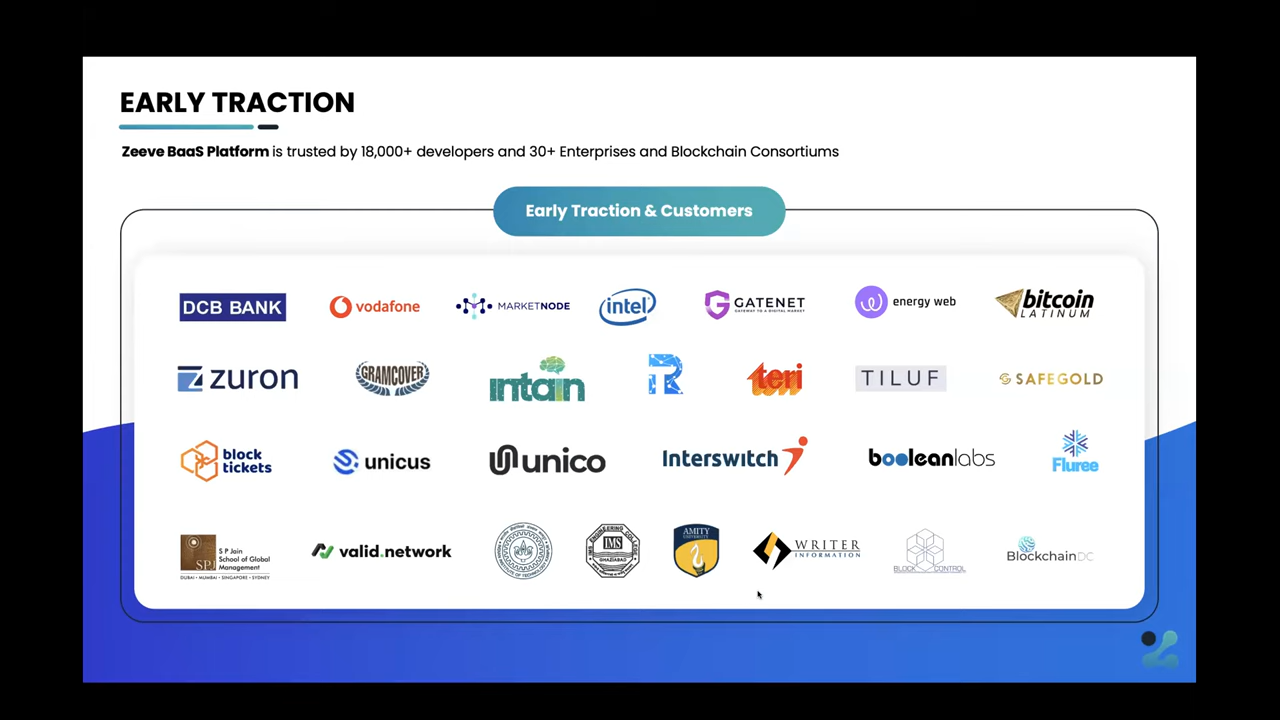 EARLY TRACTION
Zeeve BaaS Platform is trusted by 18,000+ developers and 30+ Enterprises and Blockchain Consortiums
Early Traction & Customers
DCB BANK
vodafone
MARKETNODE
intel
GATENET
GATEWAY TO A DIGITAL MARKET
energy web
bitcoin
LATINUM
zuron
GRAMCOVER
intain
R
teri
TILUF
SAFEGOLD
block
tickets
unicus
unico
Interswitch
booleanlabs
Fluree
SPJ
S P Jain
School of Global
Management
DUBAI • MUMBAI • SINGAPORE • SYDNEY
valid.network
IMS
AMITY
UNIVERSITY
WRITER
INFORMATION
BLOCK CONTROL
BlockchainDC